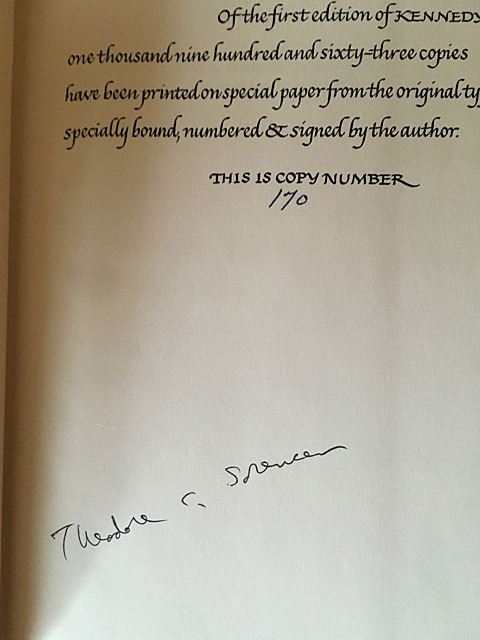 Of the first edition of KENNEDY
one thousand nine hundred and sixty-three copies
have been printed on special paper from the original ty
specially bound, numbered & signed by the author.
THIS IS COPY NUMBER
170
Theodore C. Sorensen